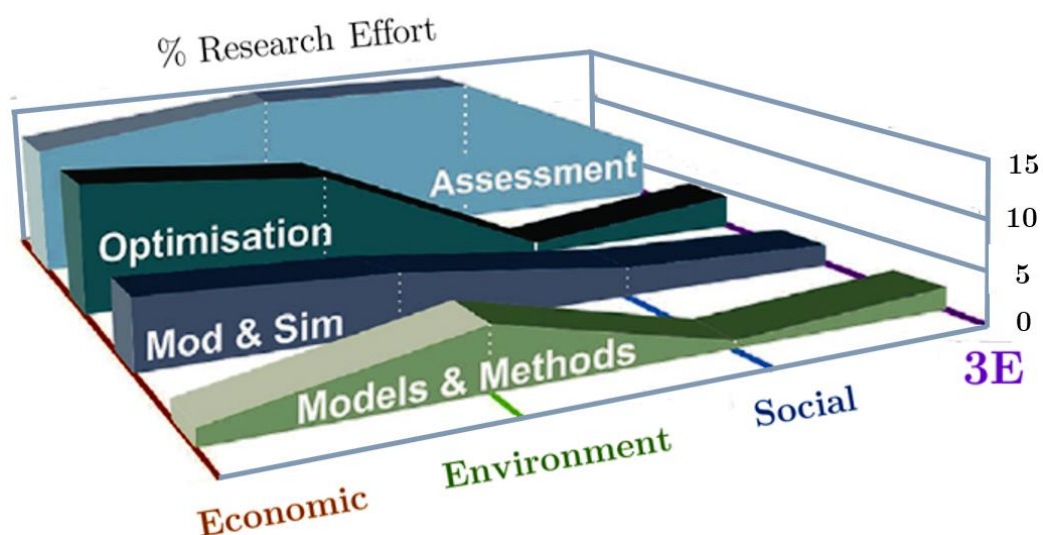 % Research Effort
Assessment
Optimisation
Mod & Sim
Models & Methods
15
10
5
0
3E
Social
Environment
Economic